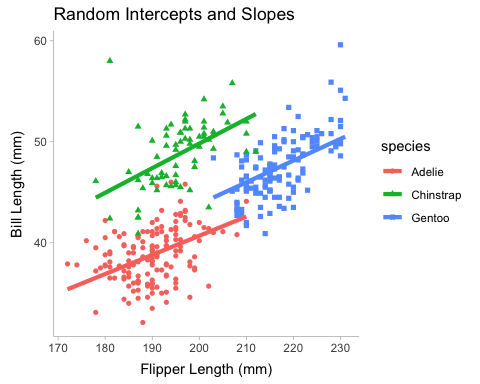 Random Intercepts and Slopes
60
50
40
Bill Length (mm)
170 180 190 200 210 220 230
Flipper Length (mm)
species
Adelie
Chinstrap
Gentoo